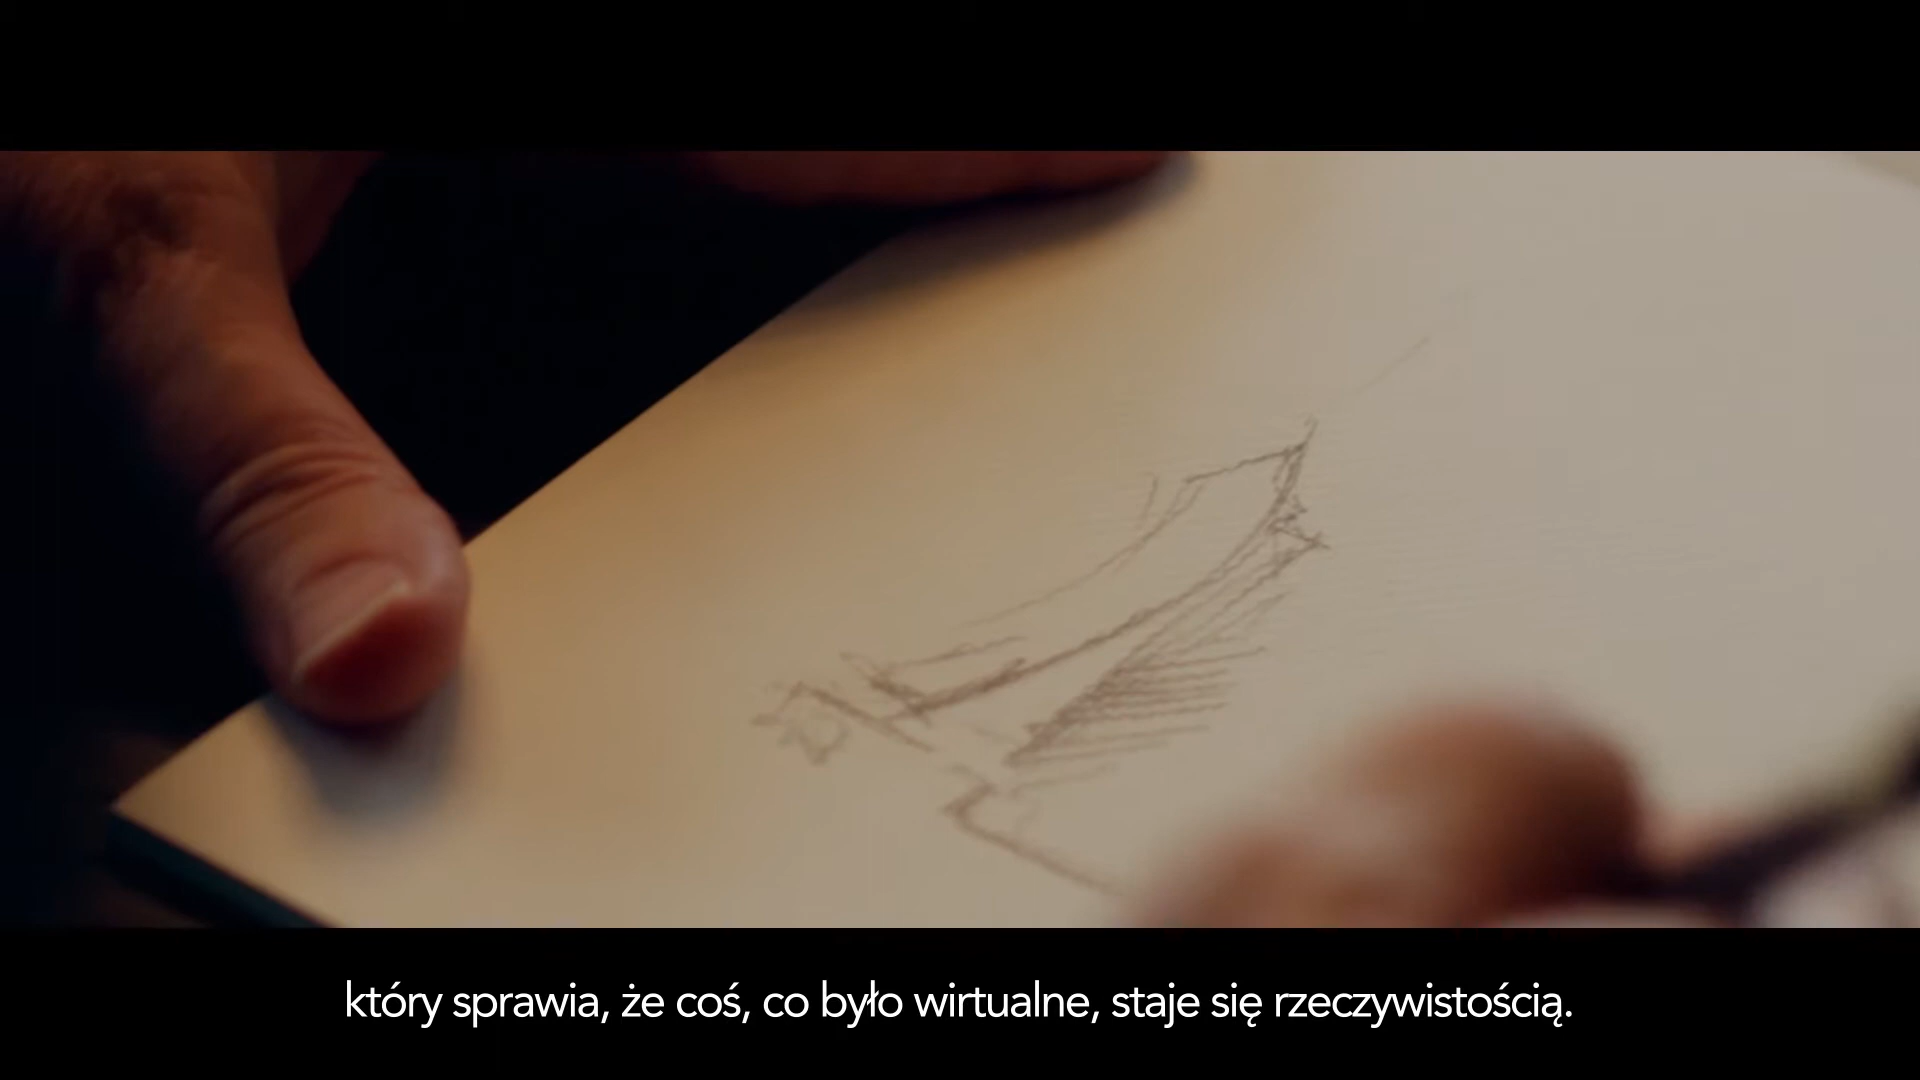 który sprawia, że coś, co było wirtualne, staje się rzeczywistością.